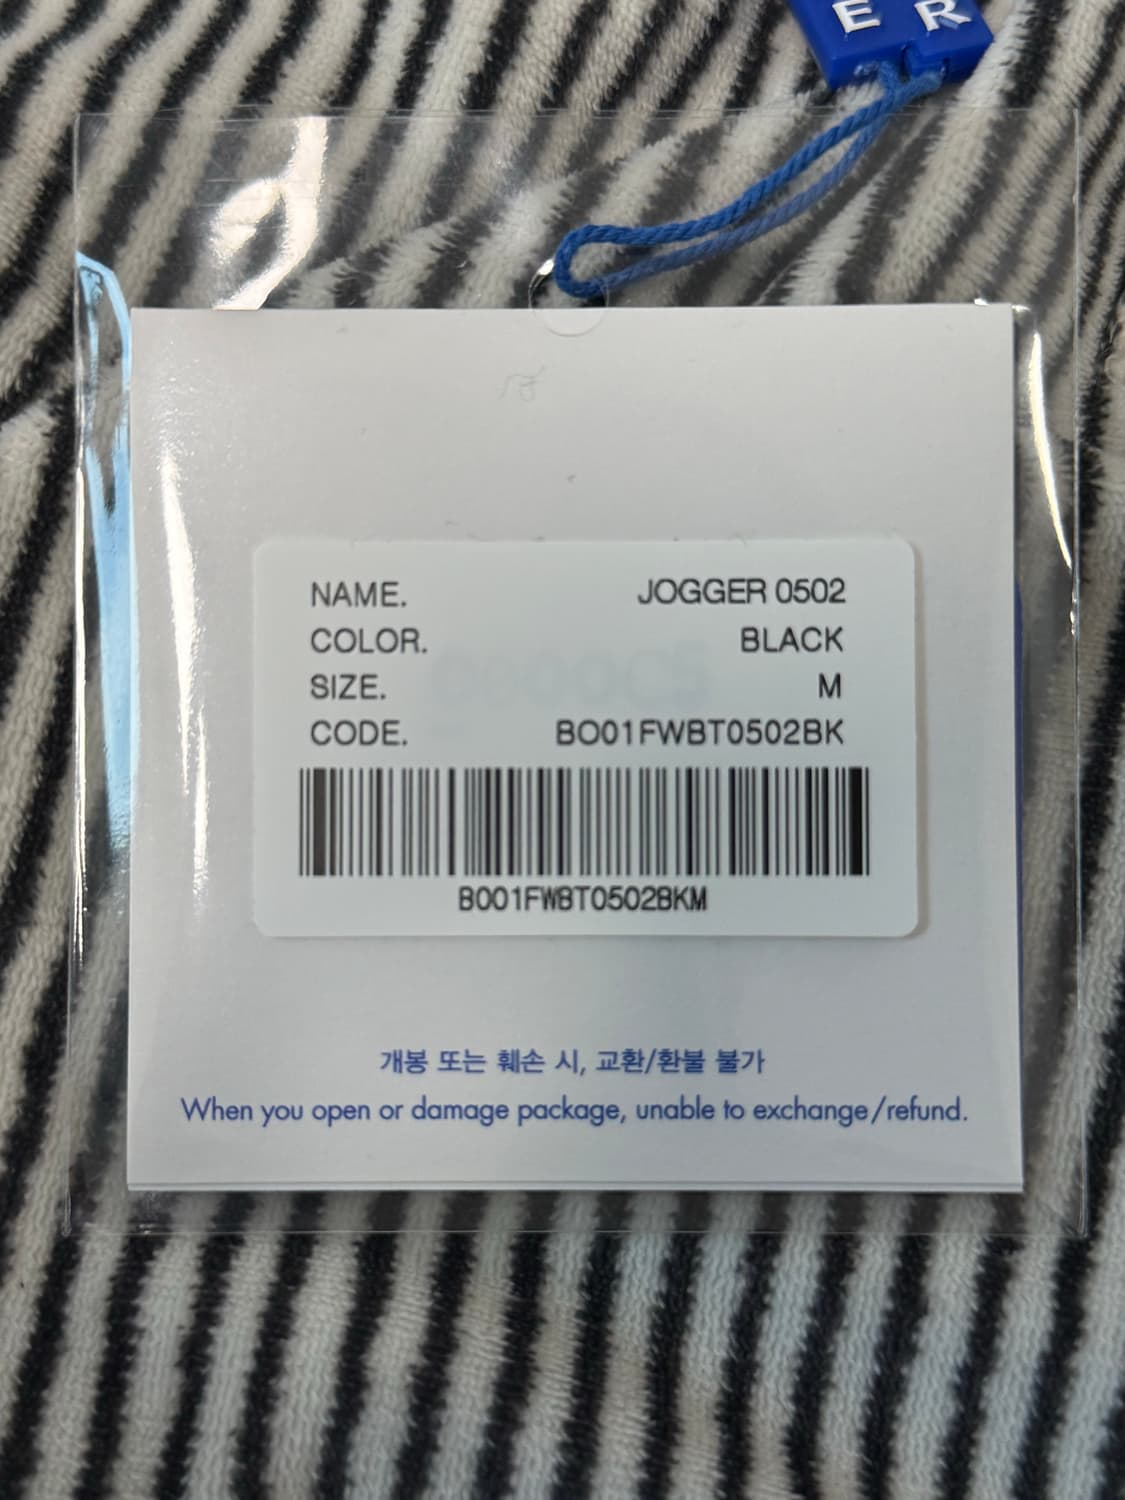 E R
NAME. JOGGER 0502
COLOR. BLACK
SIZE. M
CODE. BO01FWBT0502BK
BO01FWBT0502BKM
개봉 또는 훼손 시, 교환/환불 불가
When you open or damage package, unable to exchange/refund.